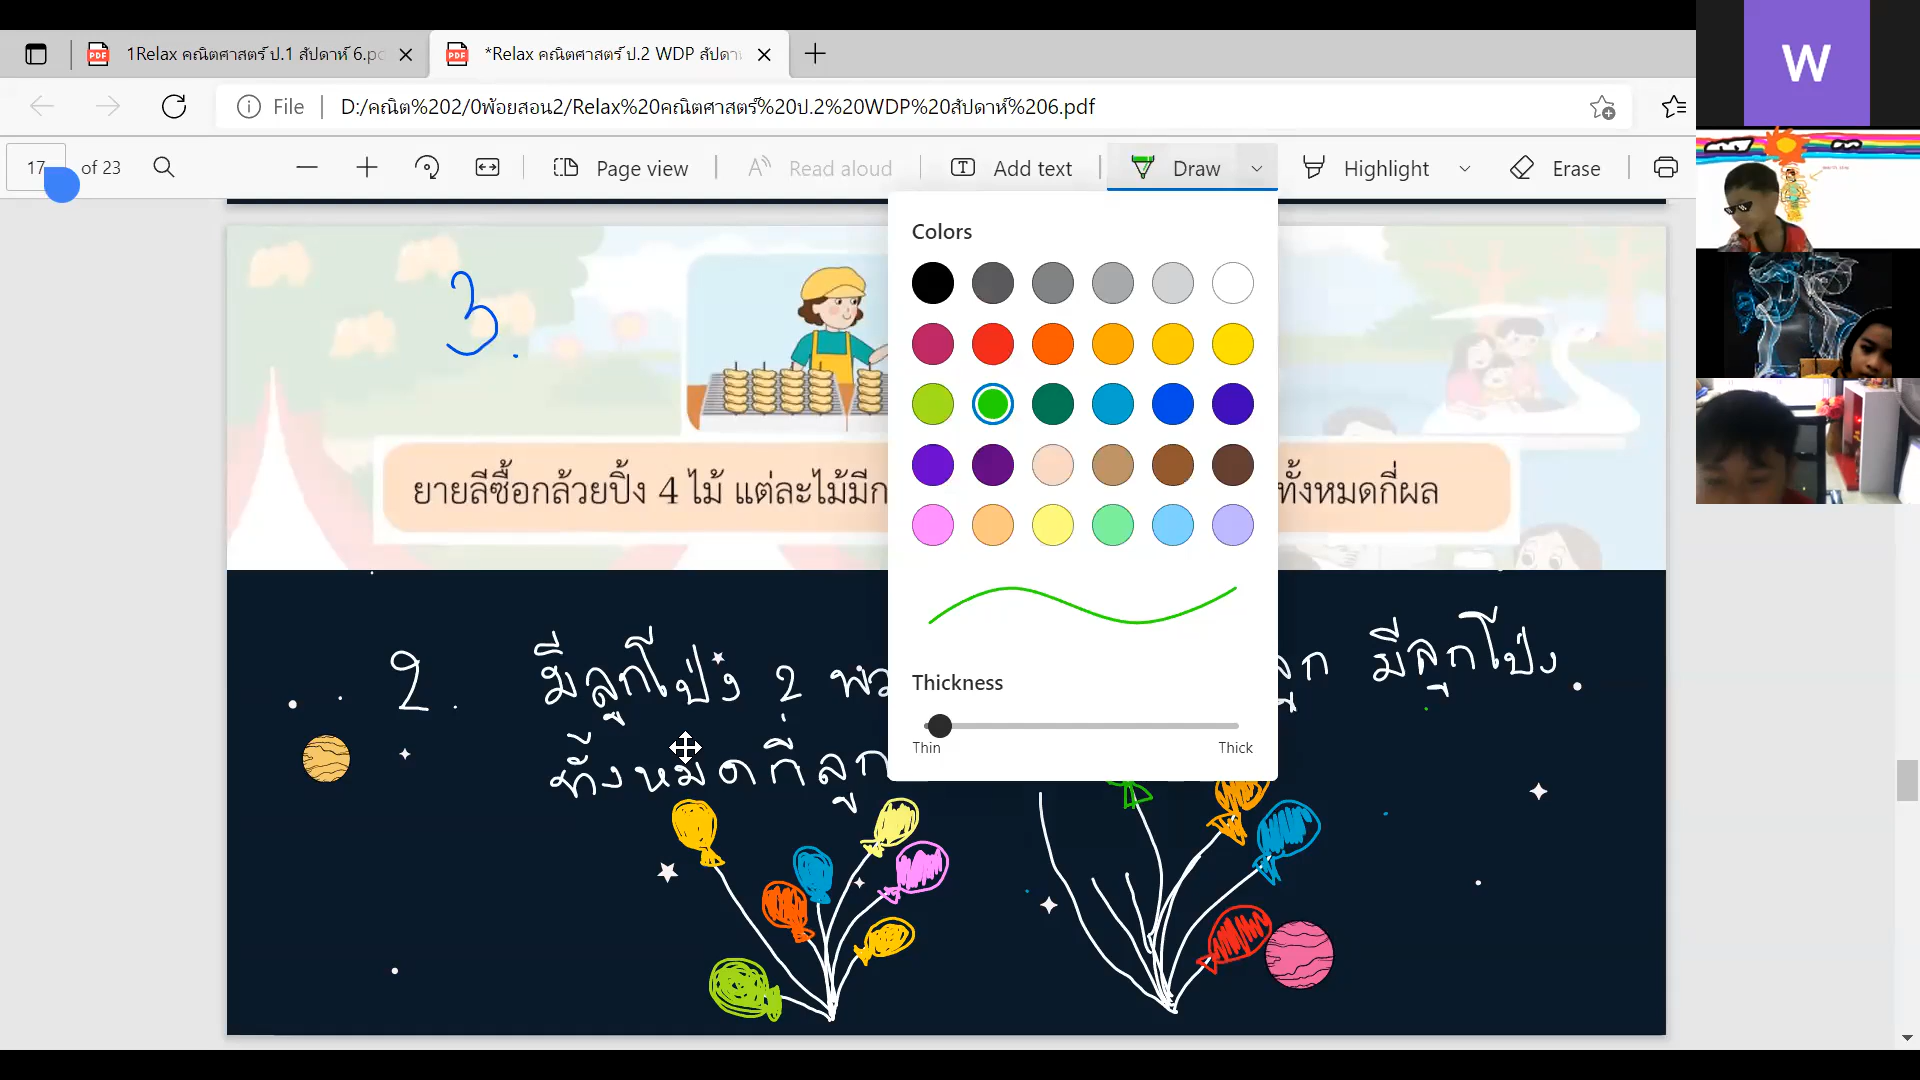 1Relax คณิตศาสตร์ ป.1 สัปดาห์ 6.pd
*Relax คณิตศาสตร์ ป.2 WDP สัปดา
File
D:/คณิต%202/0พ้อยสอน2/Relax%20คณิตศาสตร์%20ป.2%20WDP%20สัปดาห์%206.pdf
17 of 23
Page view
Read aloud
Add text
Draw
Highlight
Erase
W
Colors
3.
ยายลีซื้อกล้วยปิ้ง 4 ไม้ แต่ละไม้มีก
ทั้งหมดกี่ผล
2. มีลูกโป่ง 2 พว
ลูก มีลูกโป่ง
ทั้งหมดกี่ลูก
Thickness
Thin
Thick